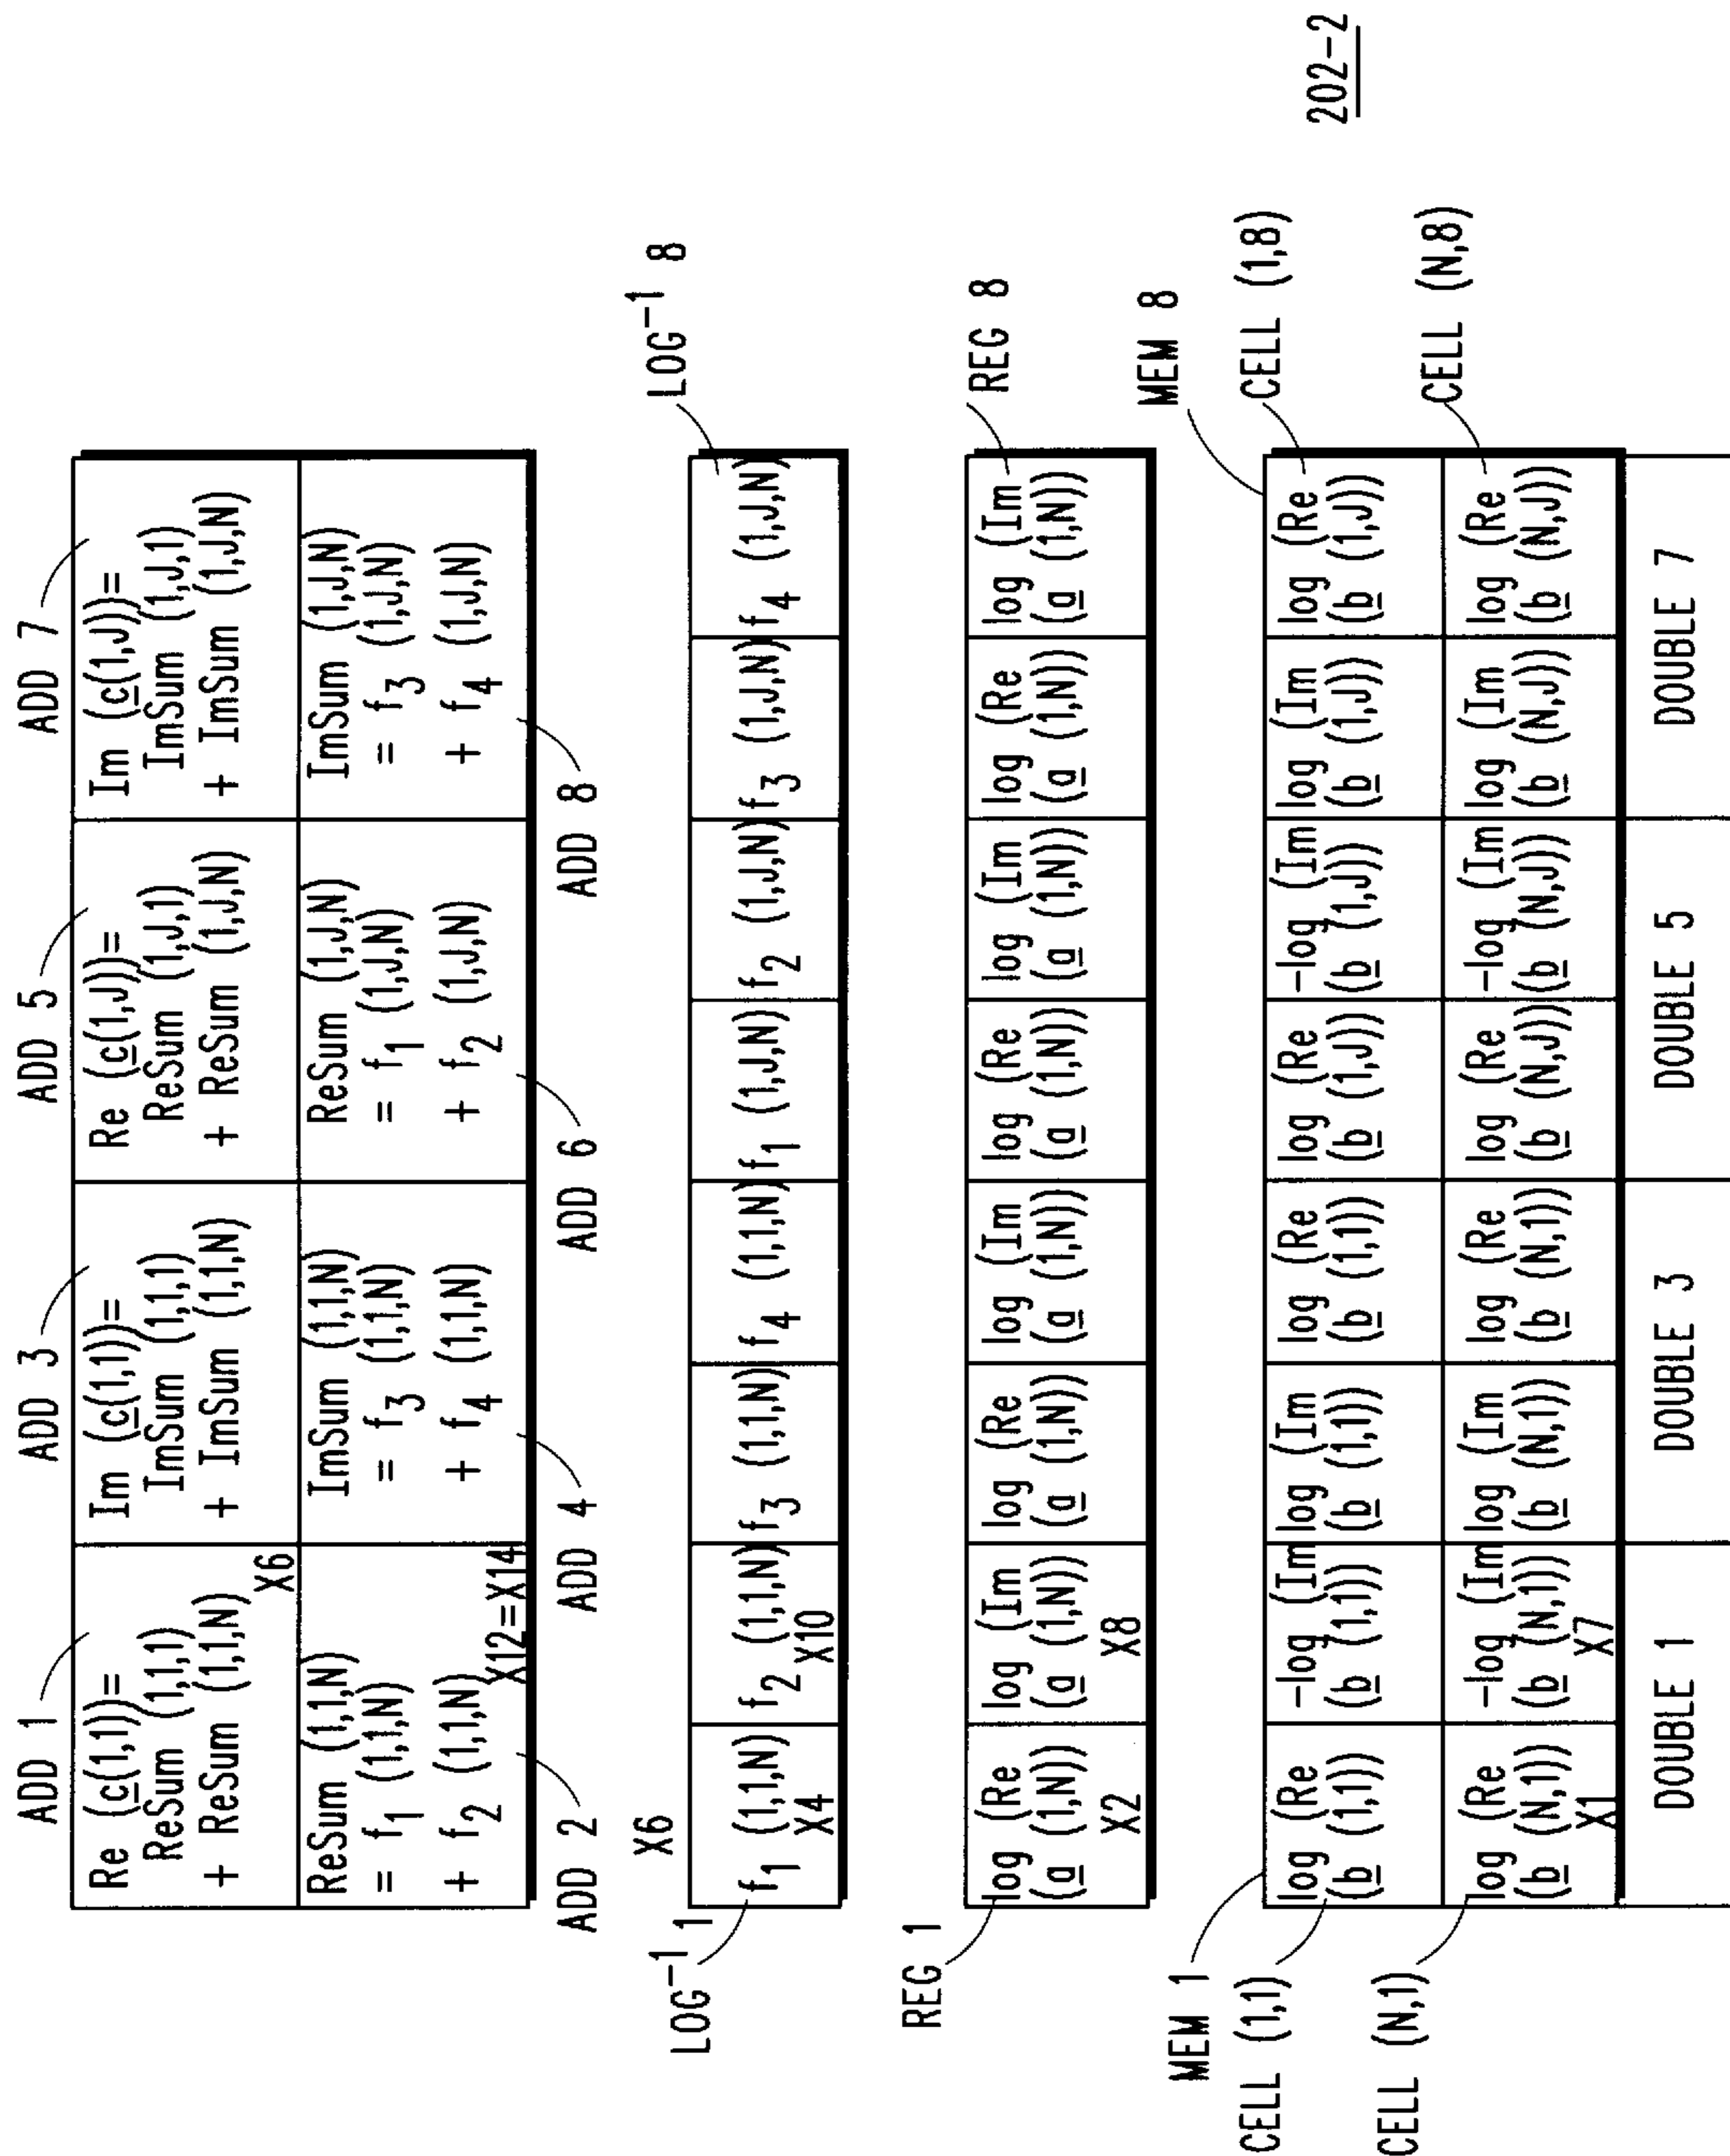 ADD 1
ADD 3
ADD 5
ADD 7
Re (c(1,1))=
ReSum (1,1,1)
+ ReSum (1,1,N)
X6
Im (c(1,1))=
ImSum (1,1,1)
+ ImSum (1,1,N)
Re (c(1,J))=
ReSum (1,J,1)
+ ReSum (1,J,N)
Im (c(1,J))=
ImSum (1,J,1)
+ ImSum (1,J,N)
ReSum (1,1,N)
= f1 (1,1,N)
+ f2 (1,1,N)
X12=X14
ImSum (1,1,N)
= f3 (1,1,N)
+ f4 (1,1,N)
ReSum (1,J,N)
= f1 (1,J,N)
+ f2 (1,J,N)
ImSum (1,J,N)
= f3 (1,J,N)
+ f4 (1,J,N)
ADD 2
ADD 4
ADD 6
ADD 8
X6
LOG⁻¹ 1
LOG⁻¹ 8
f1 (1,1,N)
X4
f2 (1,1,N)
X10
f3 (1,1,N)
f4 (1,1,N)
f1 (1,J,N)
f2 (1,J,N)
f3 (1,J,N)
f4 (1,J,N)
REG 1
REG 8
log (Re
(a (1,N))
X2
log (Im
(a (1,N))
X8
log (Re
(a (1,N))
log (Im
(a (1,N))
log (Re
(a (1,N))
log (Im
(a (1,N))
log (Re
(a (1,N))
log (Im
(a (1,N))
MEM 1
MEM 8
CELL (1,1)
CELL (1,8)
log (Re
(b (1,1))
-log (Im
(b (1,1))
log (Im
(b (1,1))
log (Re
(b (1,1))
log (Re
(b (1,J))
-log (Im
(b (1,J))
log (Im
(b (1,J))
log (Re
(b (1,J))
CELL (N,1)
CELL (N,8)
log (Re
(b (N,1))
X1
-log (Im
(b (N,1))
X7
log (Im
(b (N,1))
log (Re
(b (N,1))
log (Re
(b (N,J))
-log (Im
(b (N,J))
log (Im
(b (N,J))
log (Re
(b (N,J))
DOUBLE 1
DOUBLE 3
DOUBLE 5
DOUBLE 7
202-2